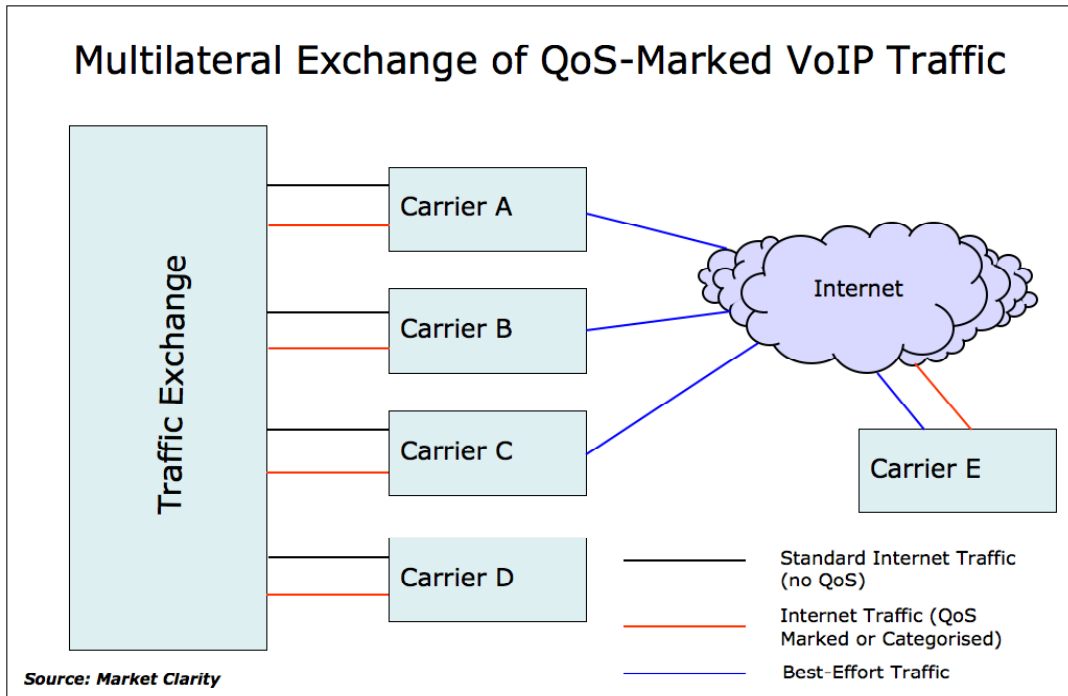 Multilateral Exchange of QoS-Marked VoIP Traffic
Traffic Exchange
Carrier A
Carrier B
Carrier C
Carrier D
Internet
Carrier E
Standard Internet Traffic
(no QoS)
Internet Traffic (QoS
Marked or Categorised)
Best-Effort Traffic
Source: Market Clarity